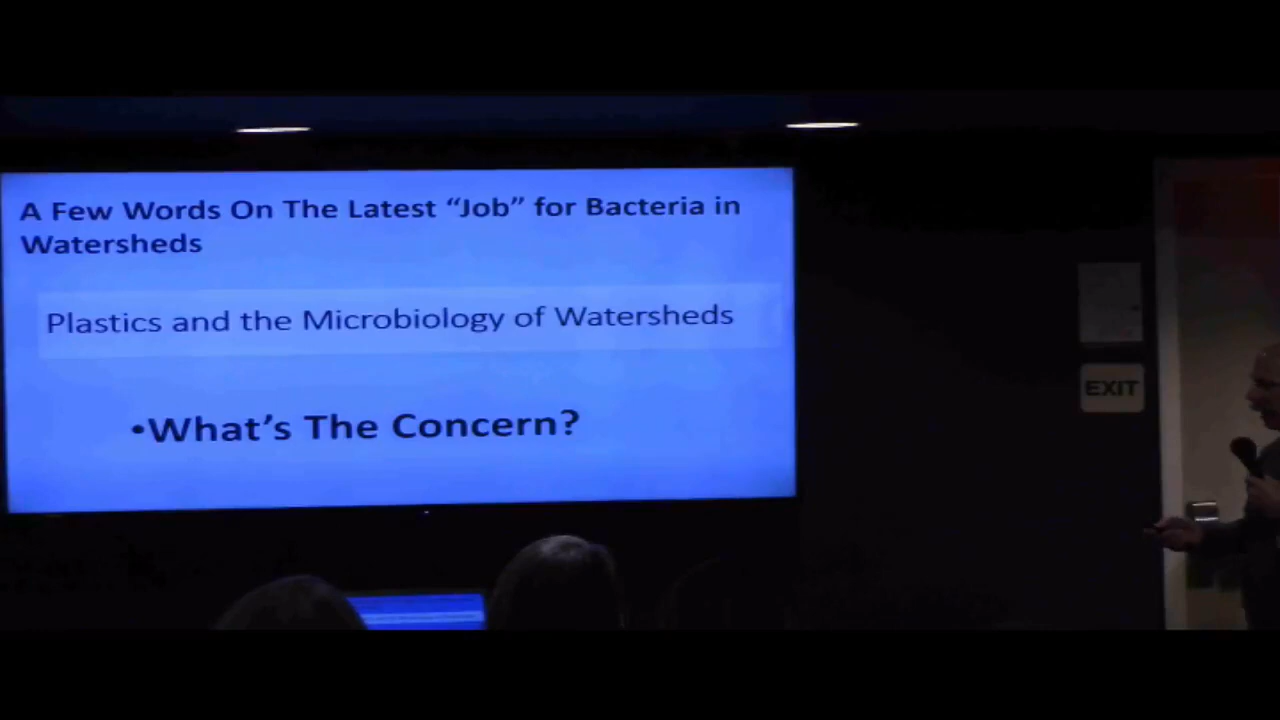 A Few Words On The Latest “Job” for Bacteria in
Watersheds
Plastics and the Microbiology of Watersheds
•What’s The Concern?
EXIT